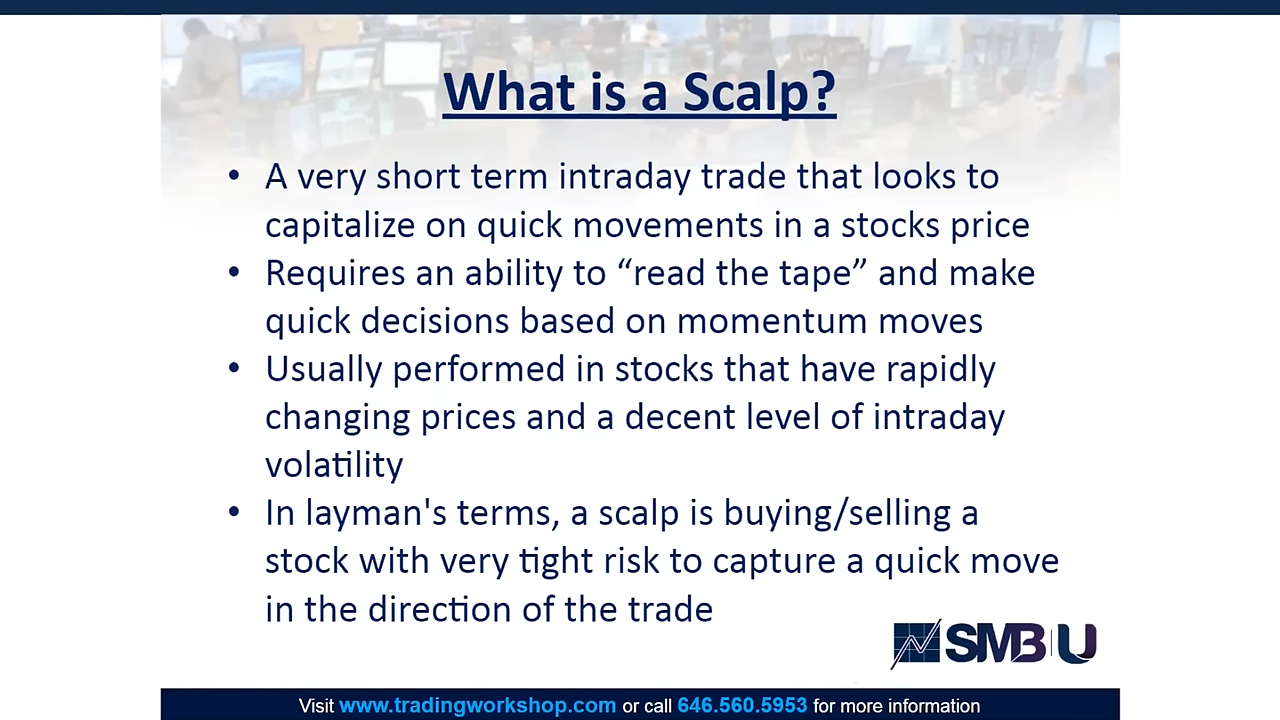 What is a Scalp?
• A very short term intraday trade that looks to
capitalize on quick movements in a stocks price
• Requires an ability to “read the tape” and make
quick decisions based on momentum moves
• Usually performed in stocks that have rapidly
changing prices and a decent level of intraday
volatility
• In layman's terms, a scalp is buying/selling a
stock with very tight risk to capture a quick move
in the direction of the trade
SMB U
Visit www.tradingworkshop.com or call 646.560.5953 for more information